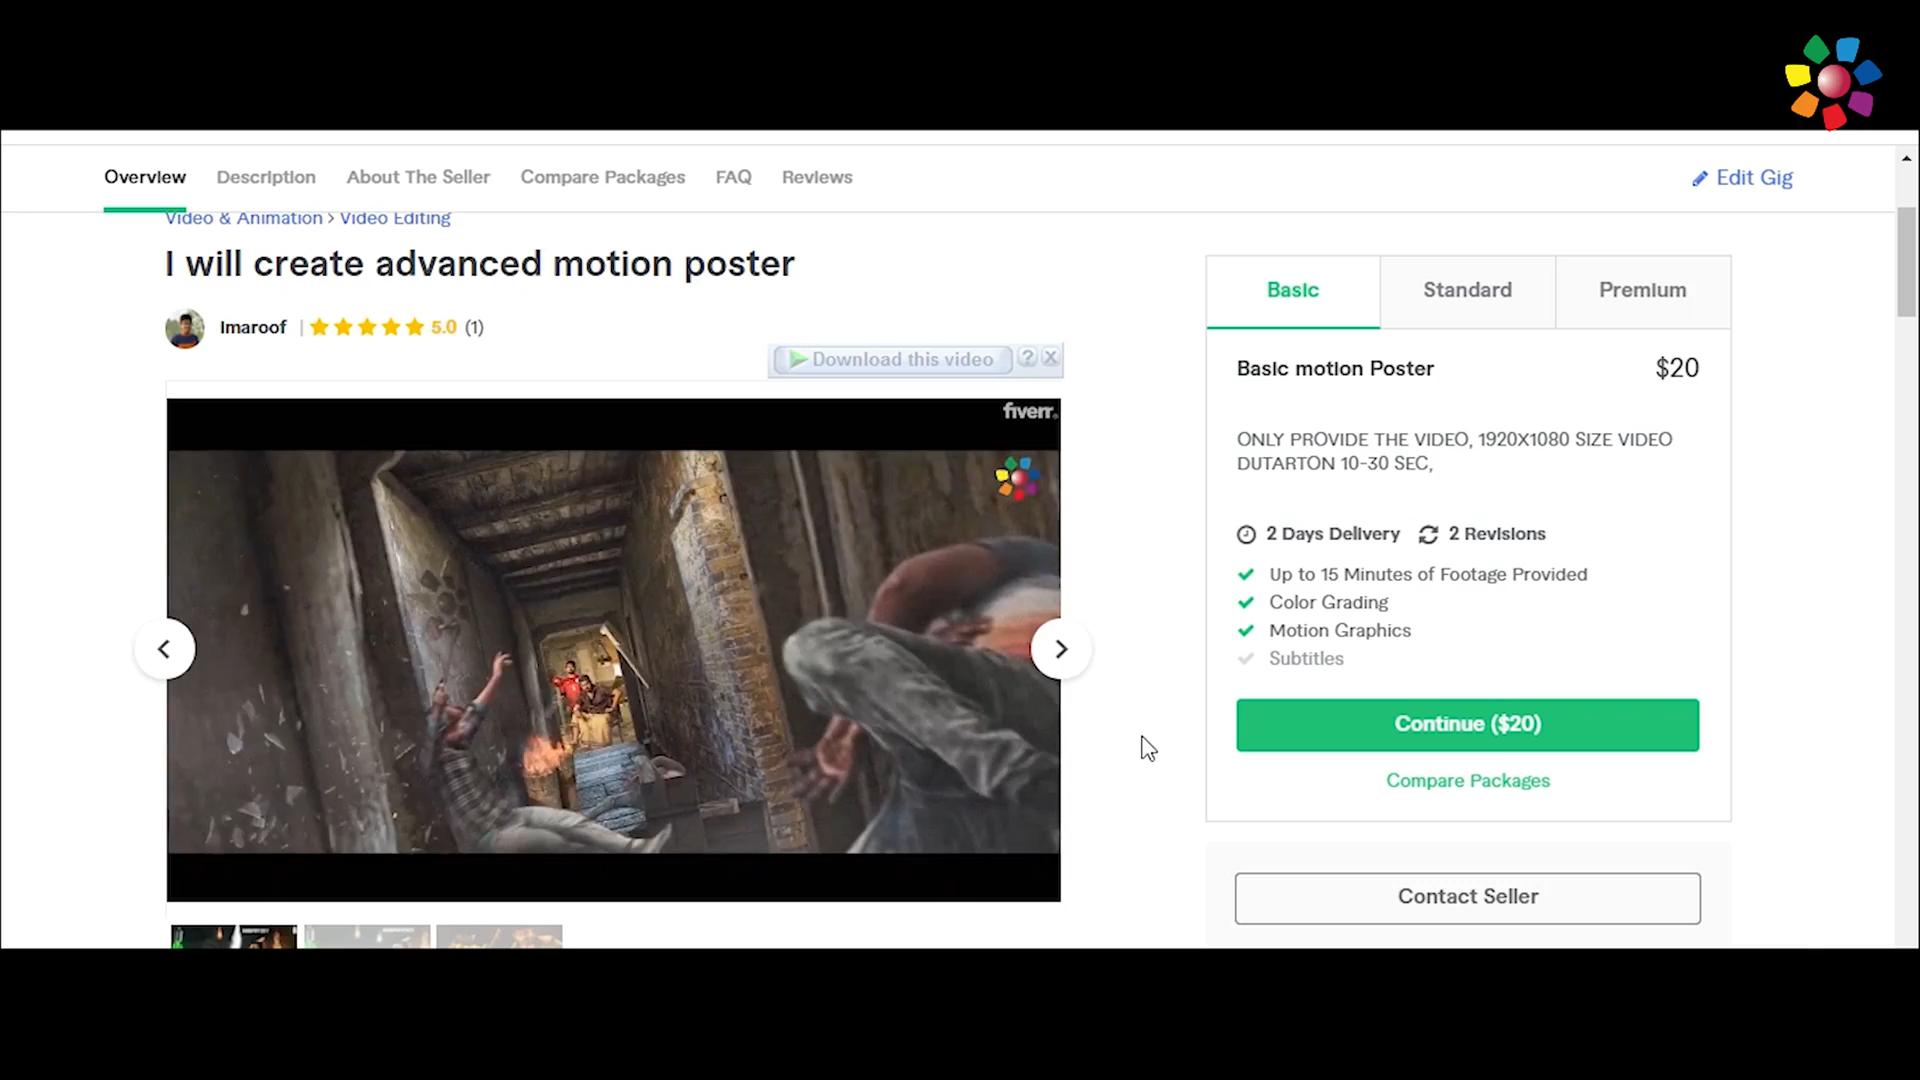 Overview Description About The Seller Compare Packages FAQ Reviews Edit Gig
Video & Animation > Video Editing
I will create advanced motion poster
lmaroof | 5.0 (1)
Download this video ? X
fiverr.
Basic Standard Premium
Basic motion Poster $20
ONLY PROVIDE THE VIDEO, 1920X1080 SIZE VIDEO
DUTARTON 10-30 SEC,
2 Days Delivery 2 Revisions
Up to 15 Minutes of Footage Provided
Color Grading
Motion Graphics
Subtitles
Continue ($20)
Compare Packages
Contact Seller